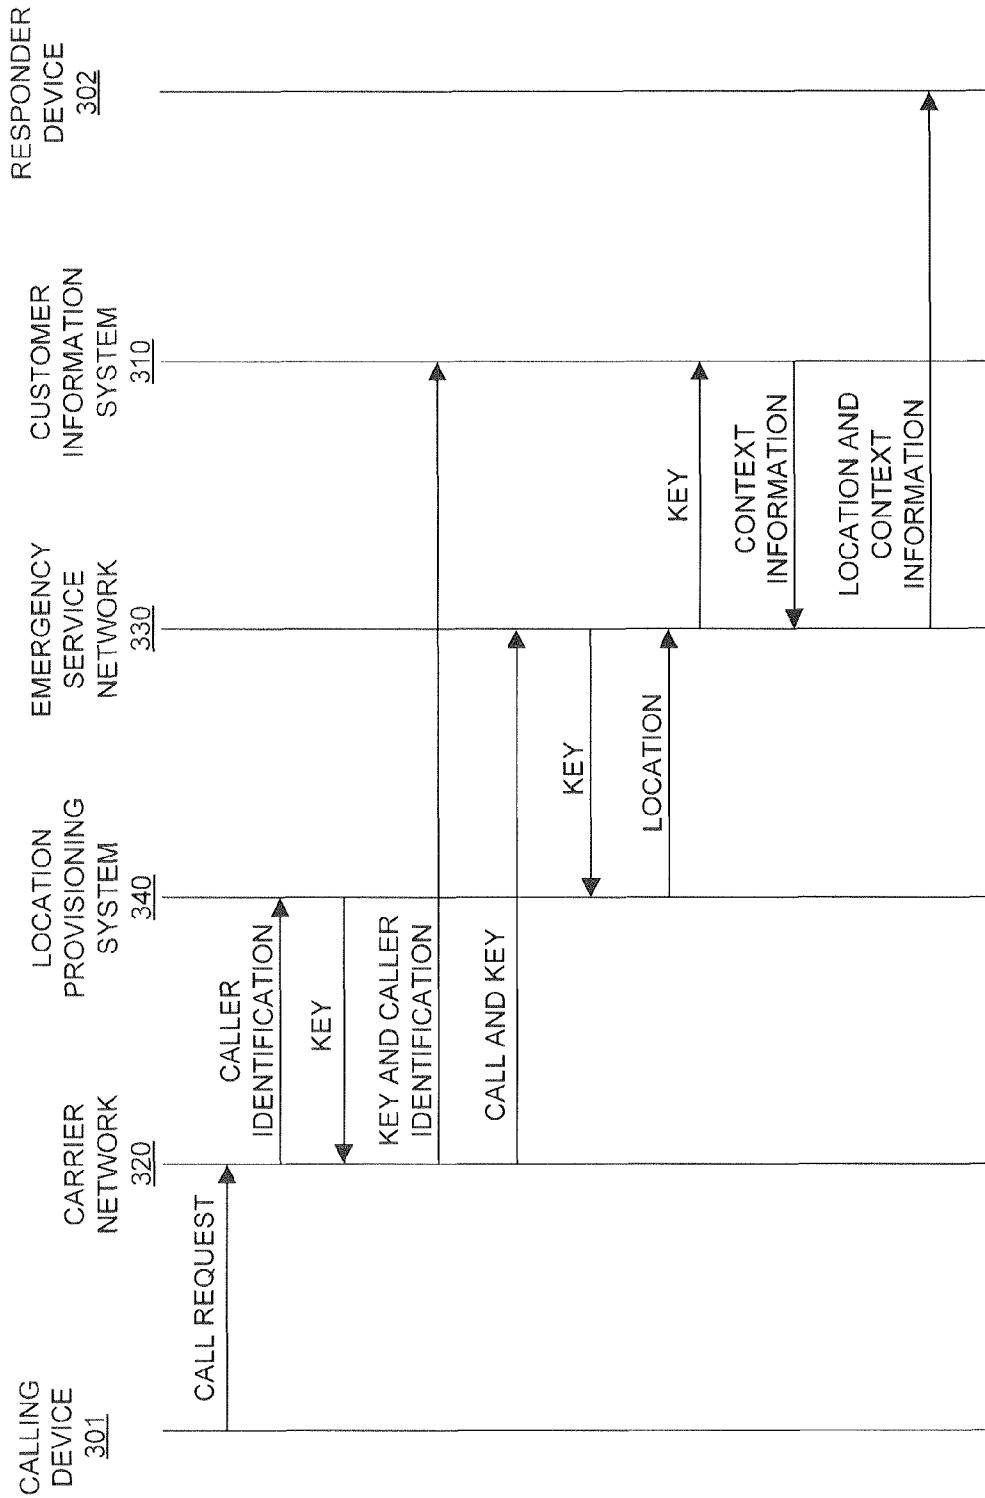 CALLING
DEVICE
301
CARRIER
NETWORK
320
LOCATION
PROVISIONING
SYSTEM
340
EMERGENCY
SERVICE
NETWORK
330
CUSTOMER
INFORMATION
SYSTEM
310
RESPONDER
DEVICE
302
CALL REQUEST
CALLER
IDENTIFICATION
KEY
KEY AND CALLER
IDENTIFICATION
CALL AND KEY
KEY
LOCATION
KEY
CONTEXT
INFORMATION
LOCATION AND
CONTEXT
INFORMATION